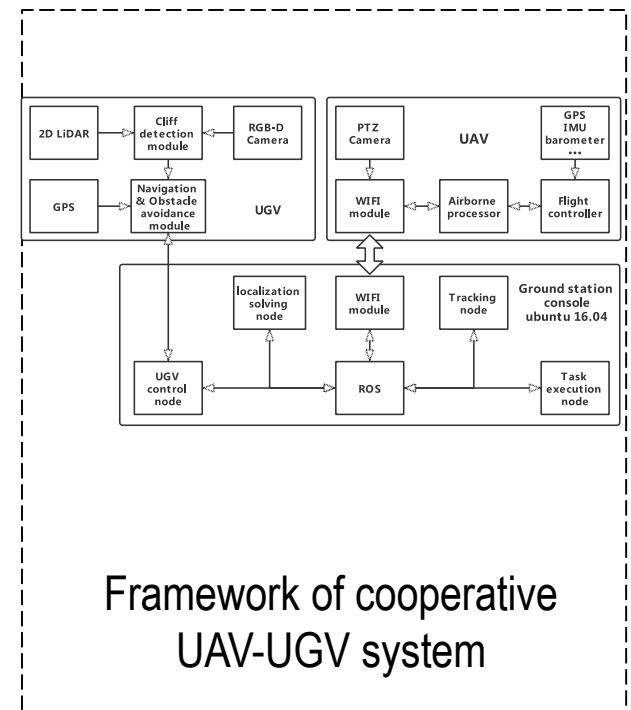 2D LiDAR
Cliff
detection
module
RGB-D
Camera
GPS
Navigation
& Obstacle
avoidance
module
UGV
PTZ
Camera
UAV
GPS
IMU
barometer
•••
WIFI
module
Airborne
processor
Flight
controller
localization
solving
node
WIFI
module
Tracking
node
Ground station
console
ubuntu 16.04
UGV
control
node
ROS
Task
execution
node
Framework of cooperative
UAV-UGV system